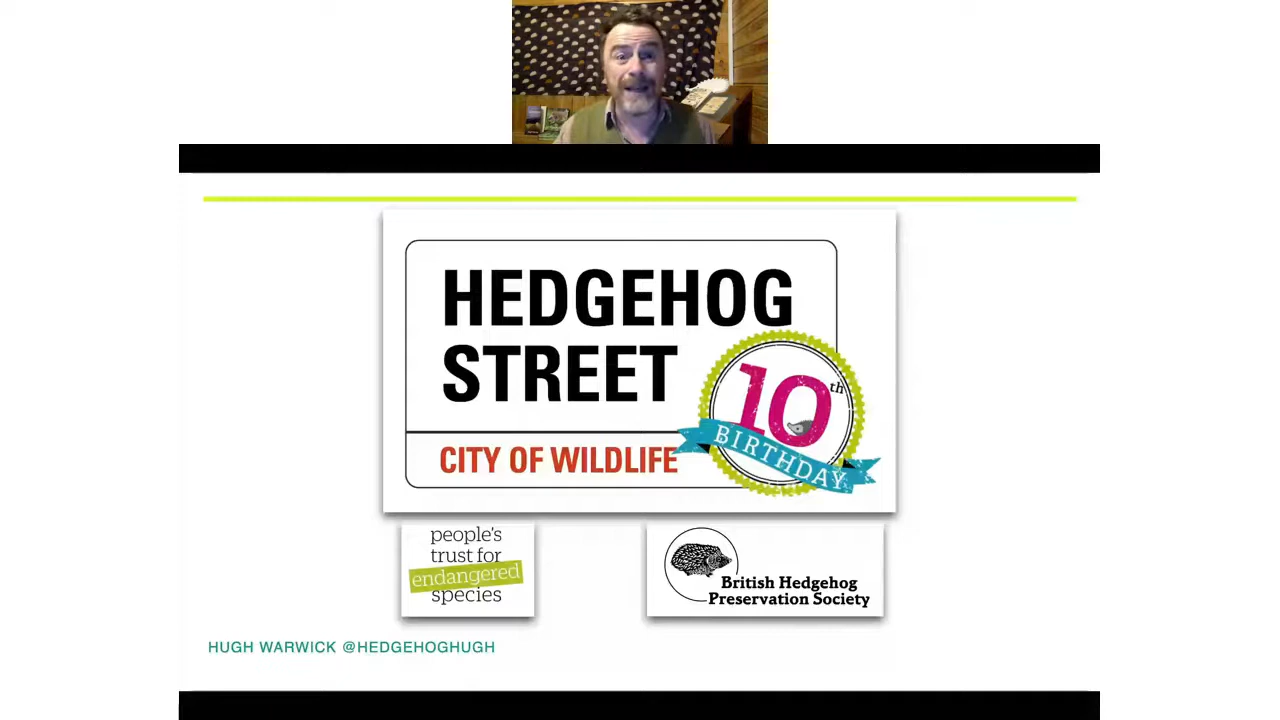 HEDGEHOG
STREET
10th
BIRTHDAY
CITY OF WILDLIFE
people's
trust for
endangered
species
British Hedgehog
Preservation Society
HUGH WARWICK @HEDGEHOGHUGH